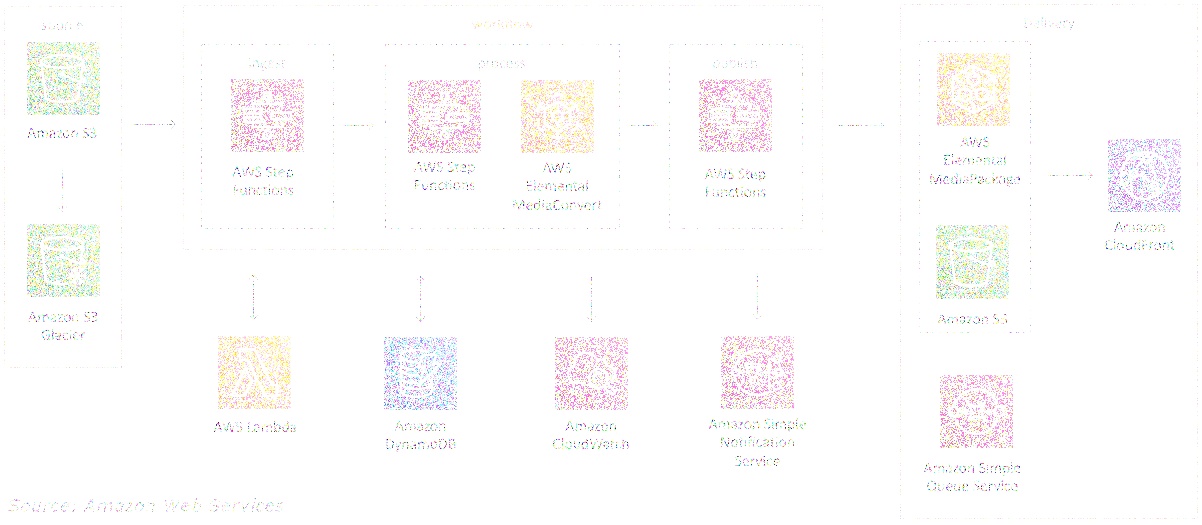 source
Amazon S3
Amazon S3
Glacier
workflow
ingest
AWS Step
Functions
process
AWS Step
Functions
AWS
Elemental
MediaConvert
publish
AWS Step
Functions
AWS Lambda
Amazon
DynamoDB
Amazon
CloudWatch
Amazon Simple
Notification
Service
delivery
AWS
Elemental
MediaPackage
Amazon S3
Amazon
CloudFront
Amazon Simple
Queue Service
Source: Amazon Web Services